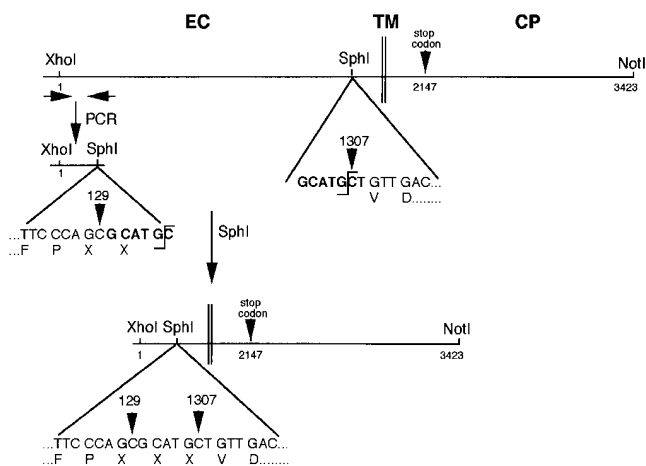 EC TM CP
stop
codon
XhoI SphI NotI
1 2147 3423
PCR
XhoI SphI
1
1307
129
GCATGCT GTT GAC...
V D........
...TTC CCA GCG CAT GC
...F P X X
SphI
stop
codon
XhoI SphI NotI
1 2147 3423
129 1307
...TTC CCA GCG CAT GCT GTT GAC...
...F P X X X V D........